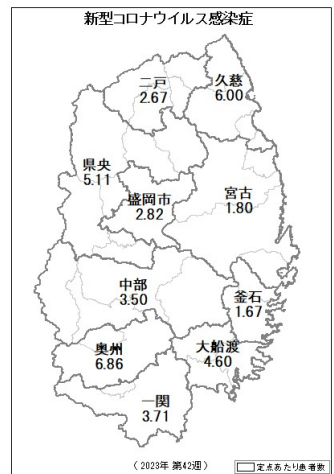 新型コロナウイルス感染症
二戸
2.67
久慈
6.00
県央
5.11
盛岡市
2.82
宮古
1.80
中部
3.50
釜石
1.67
奥州
6.86
大船渡
4.60
一関
3.71
(2023年 第42週)
定点あたり患者数